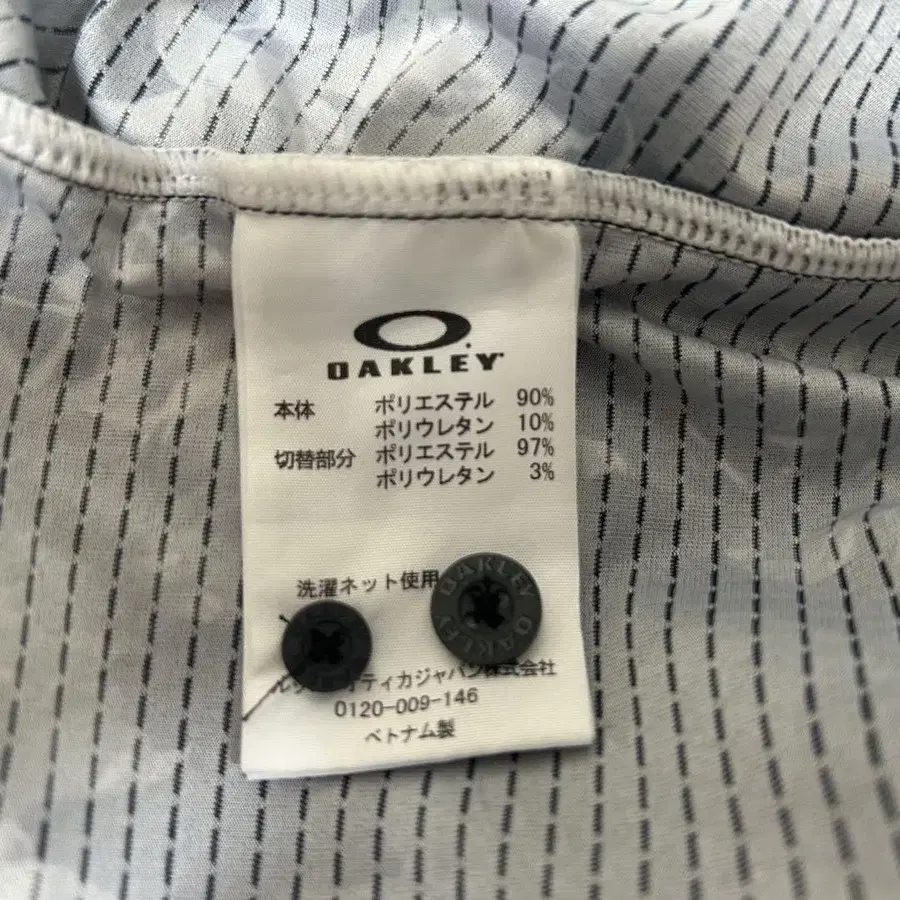 OAKLEY
本体 ポリエステル 90%
ポリウレタン 10%
切替部分 ポリエステル 97%
ポリウレタン 3%
洗濯ネット使用
OAKLEY OAKLEY
ティカジャパン株式会社
0120-009-146
ベトナム製